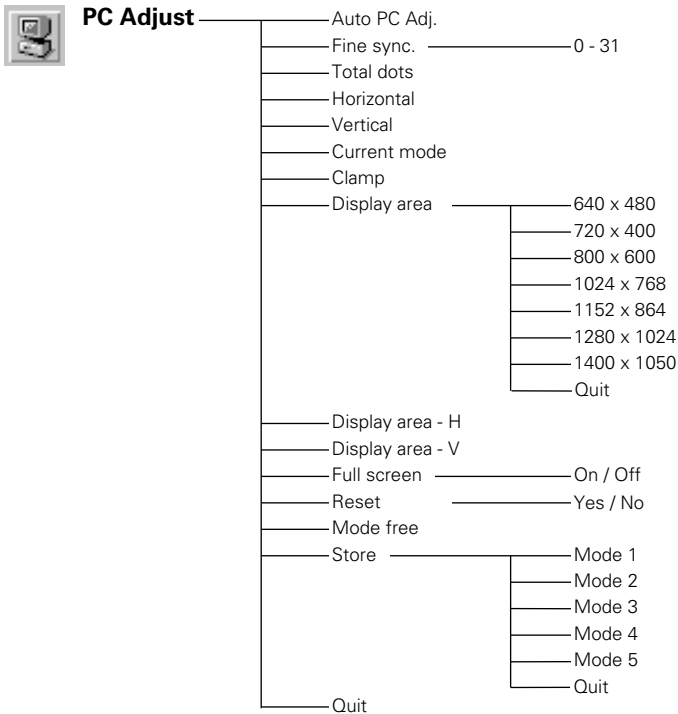 PC Adjust
Auto PC Adj.
Fine sync. 0 - 31
Total dots
Horizontal
Vertical
Current mode
Clamp
Display area 640 x 480
720 x 400
800 x 600
1024 x 768
1152 x 864
1280 x 1024
1400 x 1050
Quit
Display area - H
Display area - V
Full screen On / Off
Reset Yes / No
Mode free
Store Mode 1
Mode 2
Mode 3
Mode 4
Mode 5
Quit
Quit